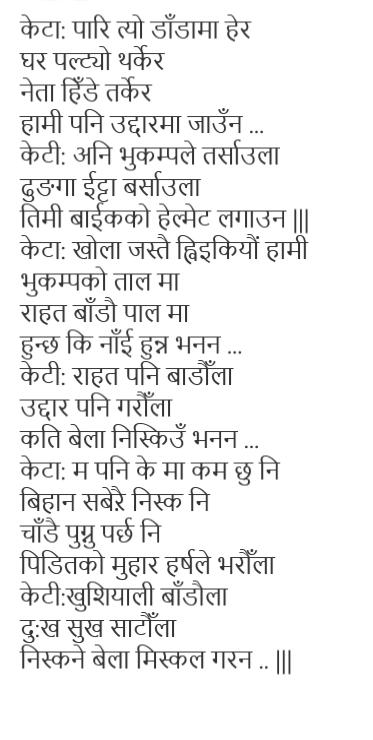 केटा: पारि त्यो डाँडामा हेर
घर पल्ट्यो थर्केर
नेता हिँडे तर्केर
हामी पनि उद्दारमा जाउँन ...
केटी: अनि भुकम्पले तर्साउला
ढुङगा ईट्टा बर्साउला
तिमी बाईकको हेल्मेट लगाउन |||
केटा: खोला जस्तै ह्विइकियौं हामी
भुकम्पको ताल मा
राहत बाँडौ पाल मा
हुन्छ कि नाँई हुन्न भनन ...
केटी: राहत पनि बाडौँला
उद्दार पनि गरौँला
कति बेला निस्किउँ भनन ...
केटा: म पनि के मा कम छु नि
बिहान सबेरै निस्क नि
चाँडै पुग्नु पर्छ नि
पिडितको मुहार हर्षले भरौँला
केटी:खुशियाली बाँडौला
दुःख सुख साटौँला
निस्कने बेला मिस्कल गरन .. |||